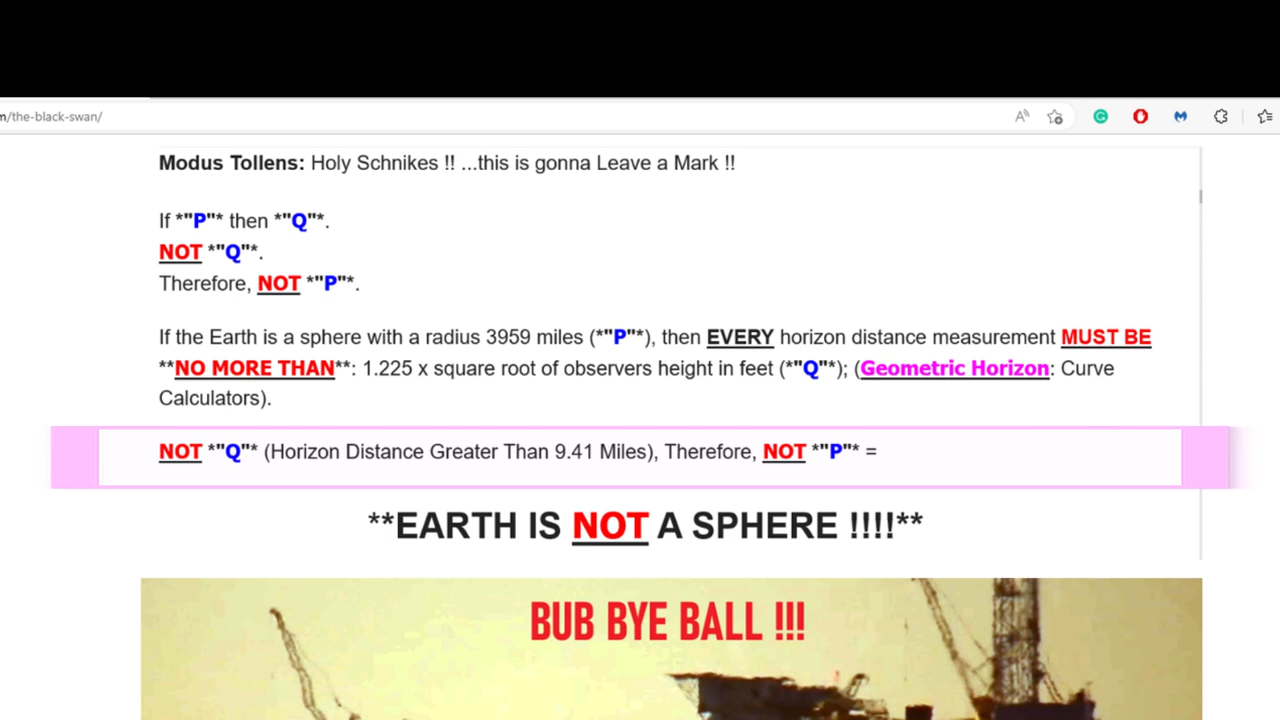 m/the-black-swan/
Modus Tollens: Holy Schnikes !! ...this is gonna Leave a Mark !!
If *"P"* then *"Q"*.
NOT *"Q"*.
Therefore, NOT *"P"*.
If the Earth is a sphere with a radius 3959 miles (*"P"*), then EVERY horizon distance measurement MUST BE
**NO MORE THAN**: 1.225 x square root of observers height in feet (*"Q"*); (Geometric Horizon: Curve
Calculators).
NOT *"Q"* (Horizon Distance Greater Than 9.41 Miles), Therefore, NOT *"P"* =
**EARTH IS NOT A SPHERE !!!!**
BUB BYE BALL !!!